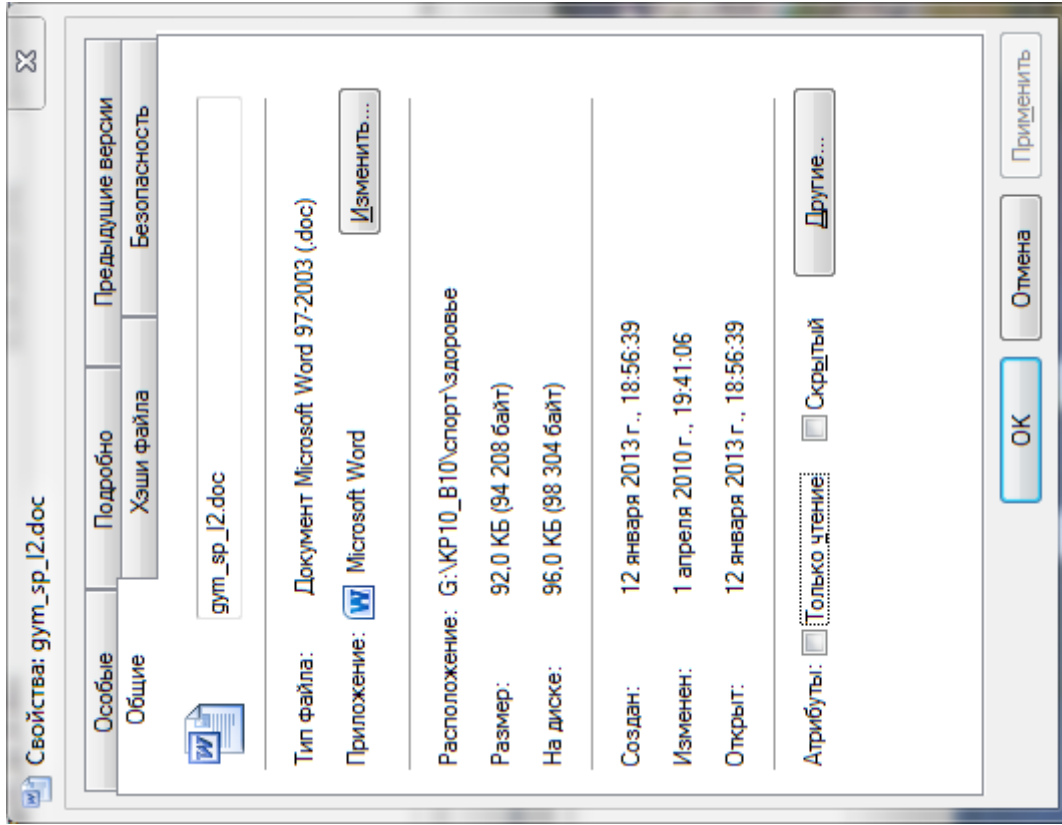 Свойства: gym_sp_l2.doc
Особые Подробно Предыдущие версии
Общие Хэши файла Безопасность
gym_sp_l2.doc
Тип файла: Документ Microsoft Word 97-2003 (.doc)
Приложение: Microsoft Word Изменить...
Расположение: G:\KP10_B10\спорт\здоровье
Размер: 92,0 КБ (94 208 байт)
На диске: 96,0 КБ (98 304 байт)
Создан: 12 января 2013 г., 18:56:39
Изменен: 1 апреля 2010 г., 19:41:06
Открыт: 12 января 2013 г., 18:56:39
Атрибуты: Только чтение Скрытый Другие...
ОК Отмена Применить